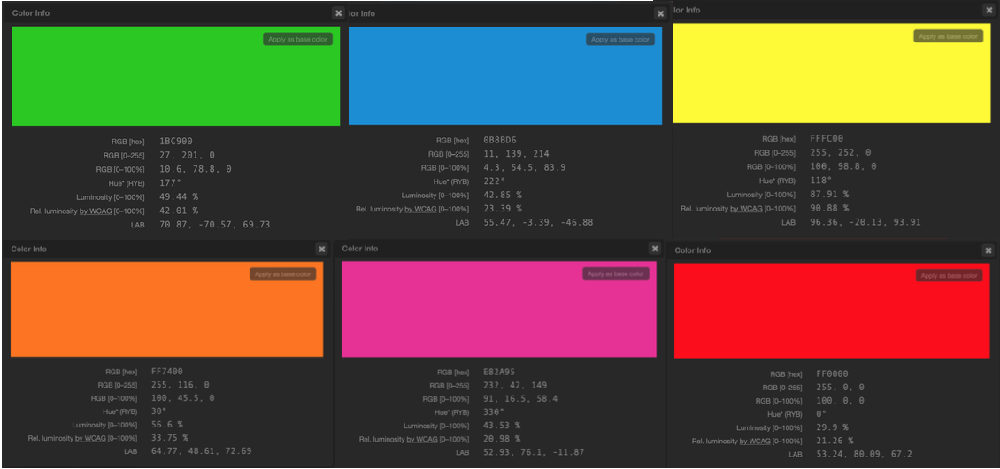 Color Info
Apply as base color
RGB [hex] 1BC900
RGB [0–255] 27, 201, 0
RGB [0–100%] 10.6, 78.8, 0
Hue* (RYB) 177°
Luminosity [0–100%] 49.44 %
Rel. luminosity by WCAG [0–100%] 42.01 %
LAB 70.87, -70.57, 69.73
lor Info
Apply as base color
RGB [hex] 0B8BD6
RGB [0–255] 11, 139, 214
RGB [0–100%] 4.3, 54.5, 83.9
Hue* (RYB) 222°
Luminosity [0–100%] 42.85 %
Rel. luminosity by WCAG [0–100%] 23.39 %
LAB 55.47, -3.39, -46.88
lor Info
Apply as base color
RGB [hex] FFFC00
RGB [0–255] 255, 252, 0
RGB [0–100%] 100, 98.8, 0
Hue* (RYB) 118°
Luminosity [0–100%] 87.91 %
Rel. luminosity by WCAG [0–100%] 90.88 %
LAB 96.36, -20.13, 93.91
Color Info
Apply as base color
RGB [hex] FF7400
RGB [0–255] 255, 116, 0
RGB [0–100%] 100, 45.5, 0
Hue* (RYB) 30°
Luminosity [0–100%] 56.6 %
Rel. luminosity by WCAG [0–100%] 33.75 %
LAB 64.77, 48.61, 72.69
Color Info
Apply as base color
RGB [hex] E82A95
RGB [0–255] 232, 42, 149
RGB [0–100%] 91, 16.5, 58.4
Hue* (RYB) 330°
Luminosity [0–100%] 43.53 %
Rel. luminosity by WCAG [0–100%] 20.98 %
LAB 52.93, 76.1, -11.87
Color Info
Apply as base color
RGB [hex] FF0000
RGB [0–255] 255, 0, 0
RGB [0–100%] 100, 0, 0
Hue* (RYB) 0°
Luminosity [0–100%] 29.9 %
Rel. luminosity by WCAG [0–100%] 21.26 %
LAB 53.24, 80.09, 67.2